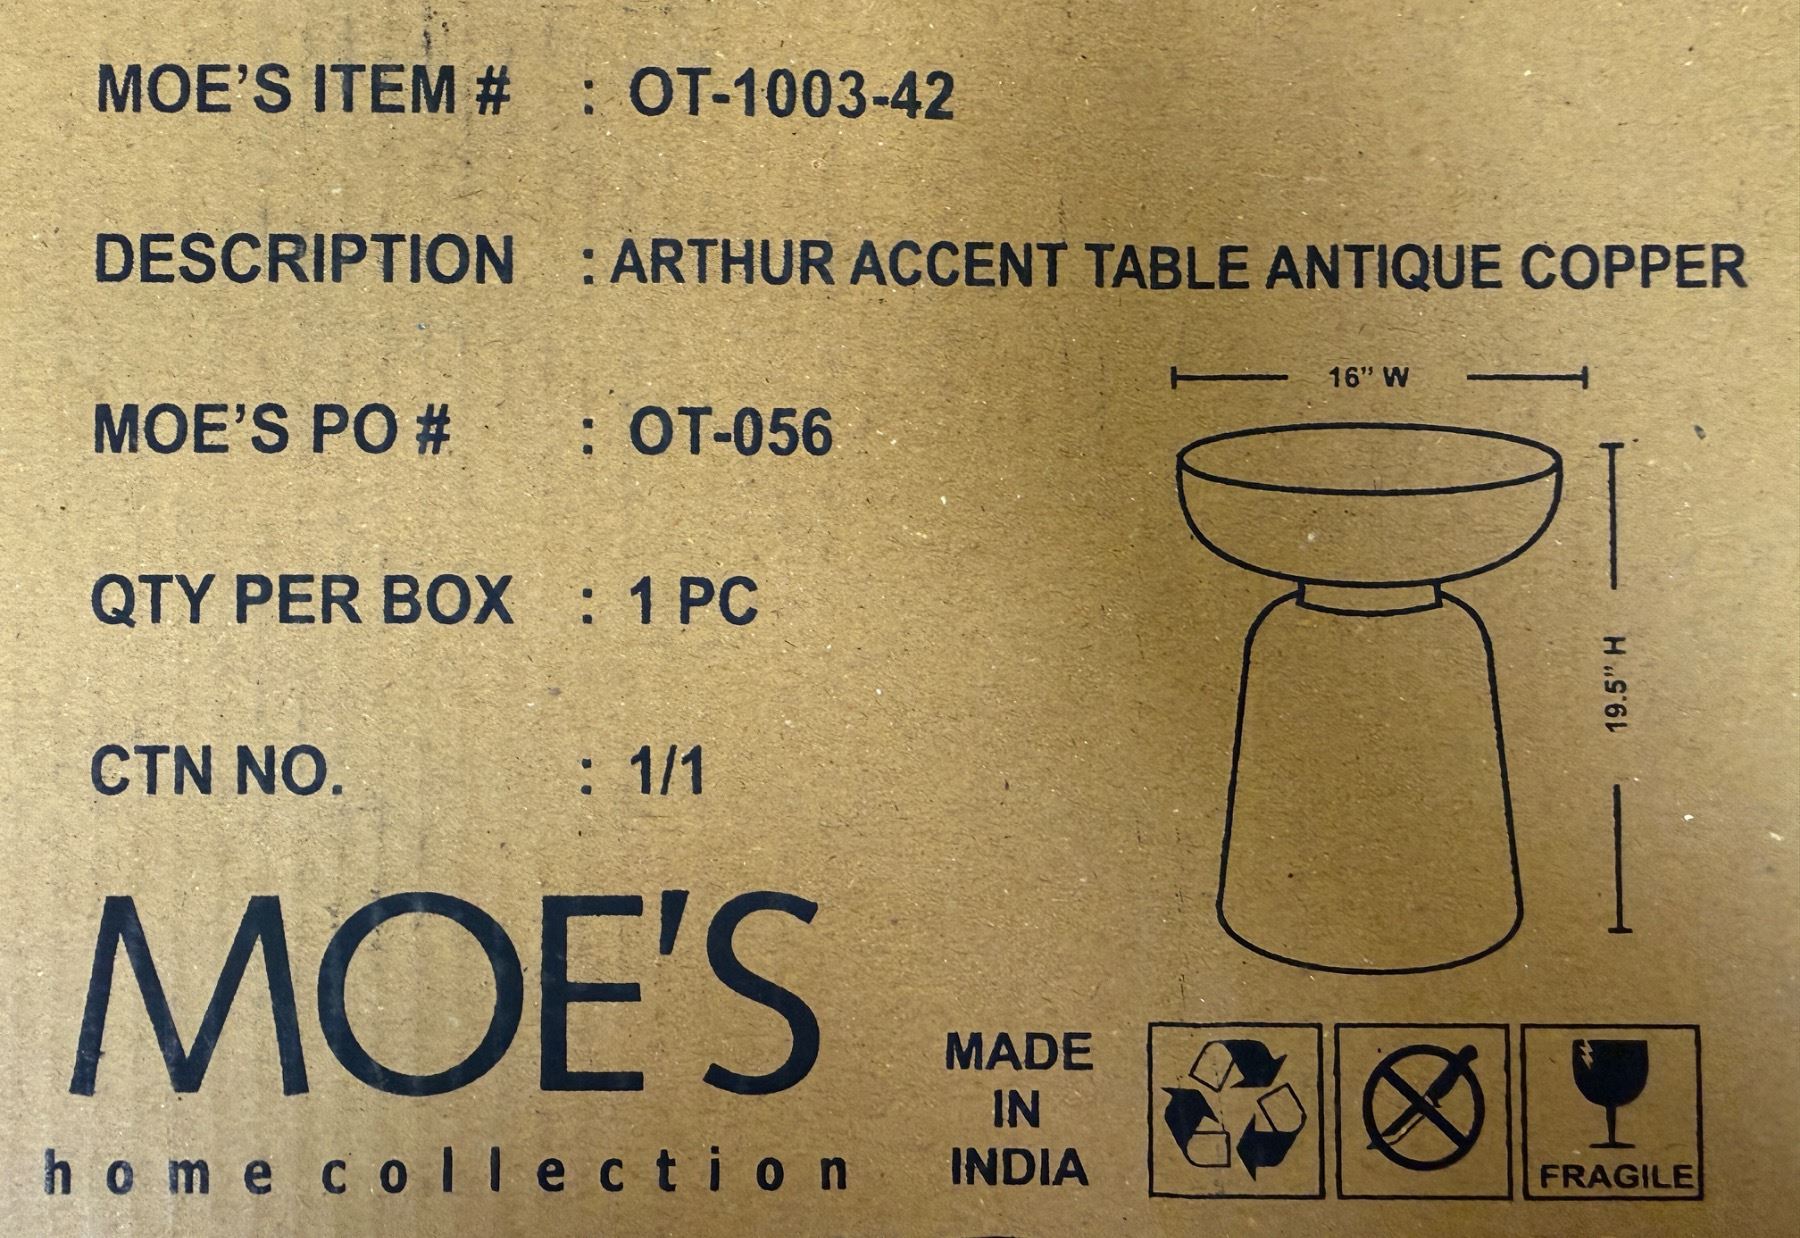 MOE'S ITEM # : OT-1003-42
DESCRIPTION : ARTHUR ACCENT TABLE ANTIQUE COPPER
16" W
MOE'S PO # : OT-056
QTY PER BOX : 1 PC
19.5" H
CTN NO. : 1/1
MOE'S
home collection
MADE
IN
INDIA
FRAGILE